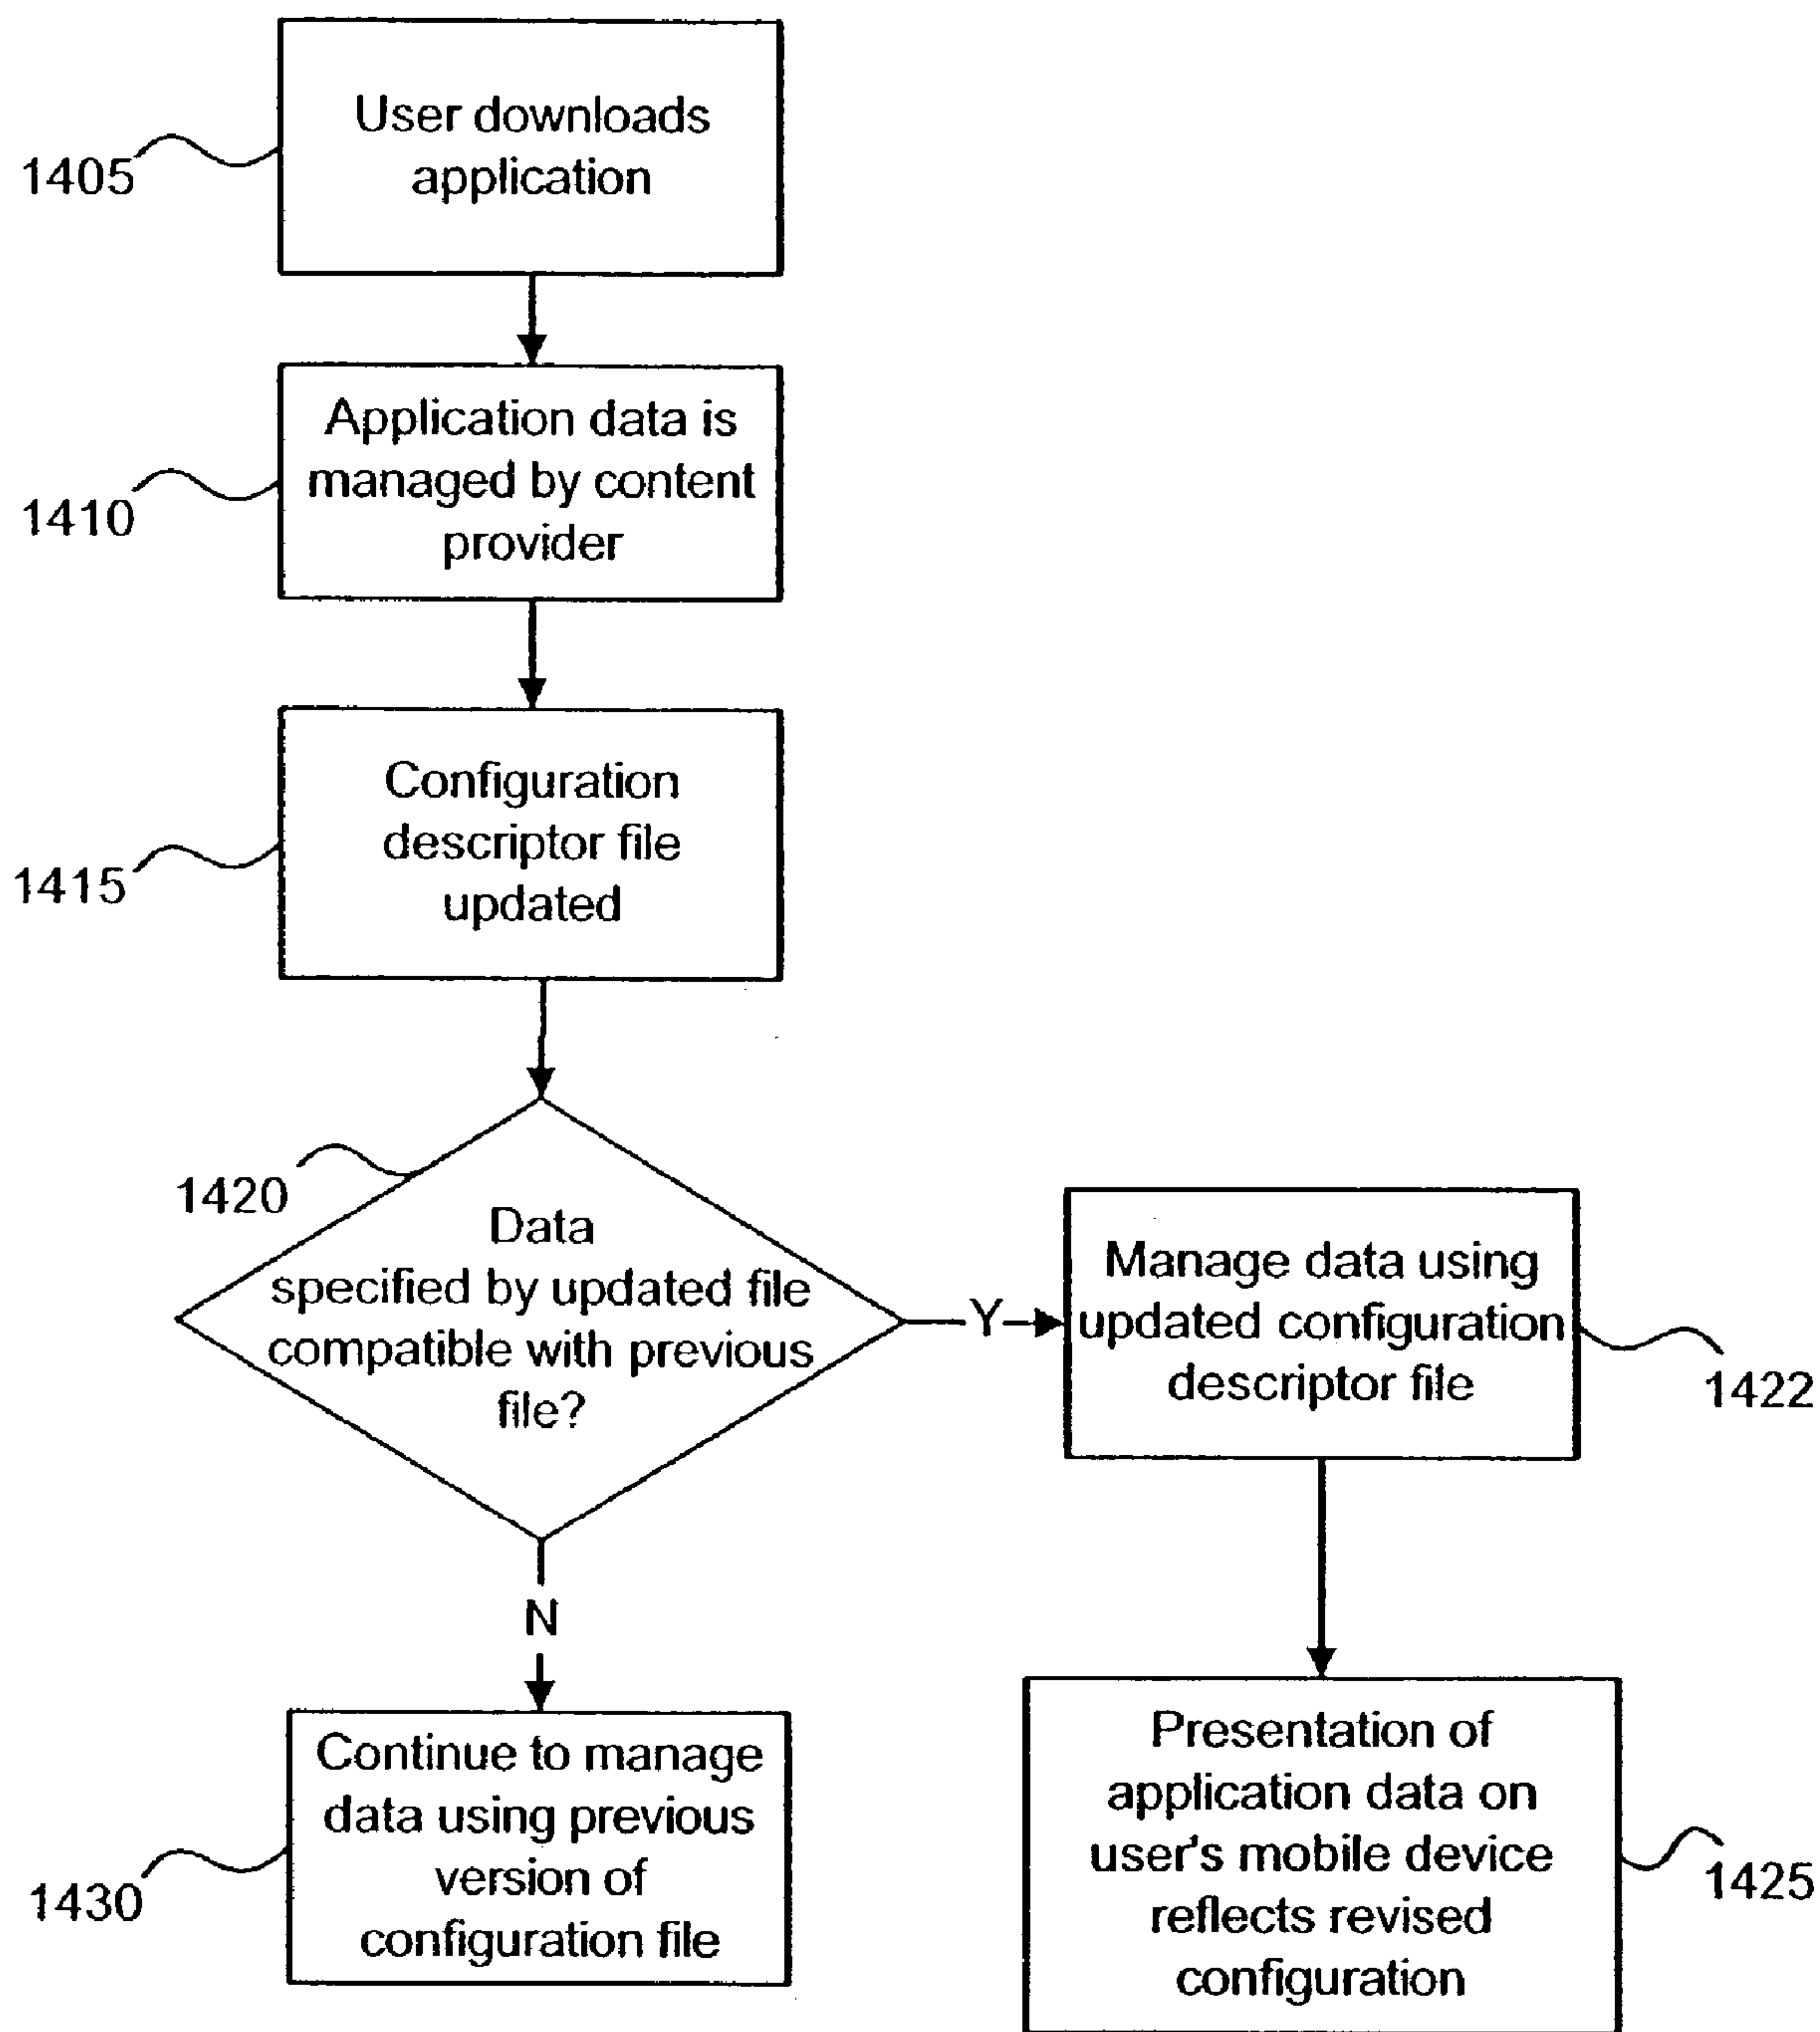 User downloads
application
1405
Application data is
managed by content
provider
1410
Configuration
descriptor file
updated
1415
1420
Data
specified by updated file
compatible with previous
file?
Y
Manage data using
updated configuration
descriptor file
1422
N
Continue to manage
data using previous
version of
configuration file
1430
Presentation of
application data on
user's mobile device
reflects revised
configuration
1425